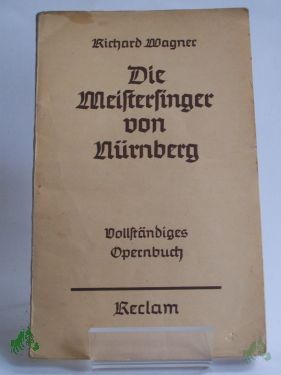 Richard Wagner
Die
Meiſterſinger
von
Nürnberg
Vollſtändiges
Opernbuch
Reclam